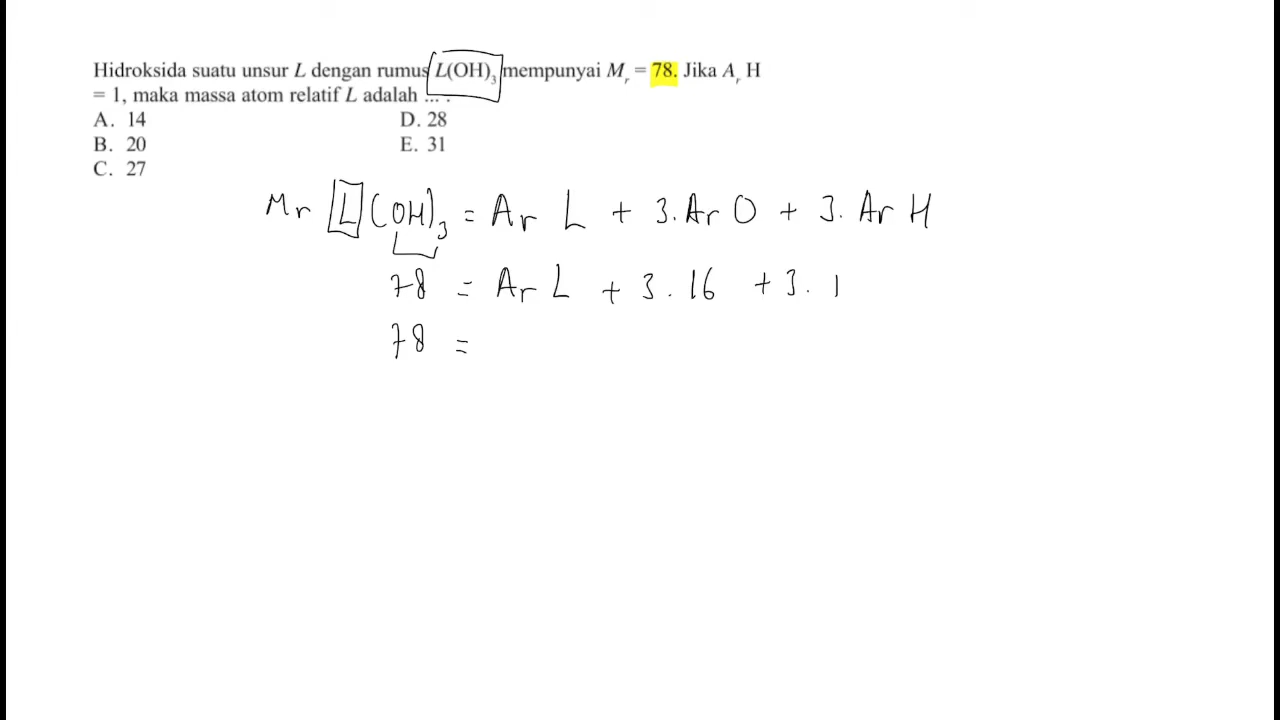 Hidroksida suatu unsur L dengan rumus L(OH)₃ mempunyai Mᵣ = 78. Jika Aᵣ H
= 1, maka massa atom relatif L adalah ... .
A. 14
D. 28
B. 20
E. 31
C. 27
Mr L(OH)₃ = Ar L + 3. Ar O + 3. Ar H
78 = Ar L + 3 . 16 + 3 . 1
78 =